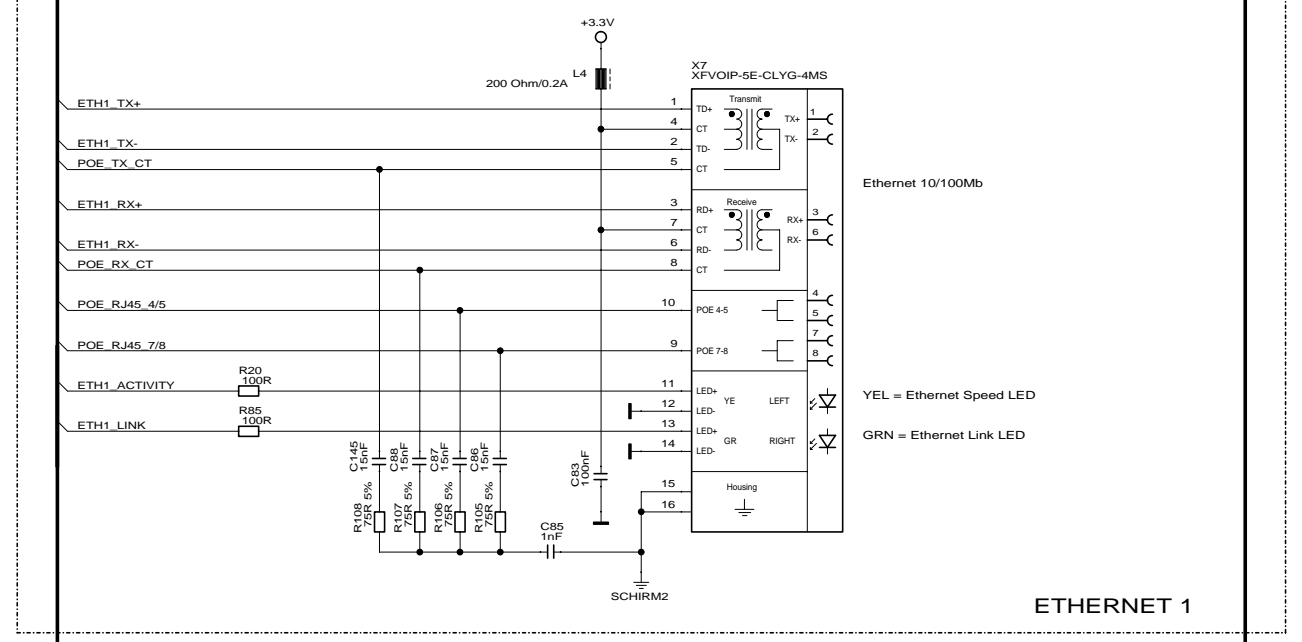 +3.3V
L4
200 Ohm/0.2A
X7
XFVOIP-5E-CLYG-4MS
ETH1_TX+
1
TD+
Transmit
TX+
1
4
CT
TX-
2
ETH1_TX-
2
TD-
POE_TX_CT
5
CT
Ethernet 10/100Mb
ETH1_RX+
3
RD+
Receive
RX+
3
7
CT
RX-
6
ETH1_RX-
6
RD-
POE_RX_CT
8
CT
POE_RJ45_4/5
10
POE 4-5
4
5
POE_RJ45_7/8
9
POE 7-8
7
8
R20
100R
ETH1_ACTIVITY
11
LED+
YE
LEFT
YEL = Ethernet Speed LED
12
LED-
R85
100R
ETH1_LINK
13
LED+
GR
RIGHT
GRN = Ethernet Link LED
14
LED-
C145
15nF
C88
15nF
C87
15nF
C86
15nF
C83
100nF
15
Housing
16
R108
75R 5%
R107
75R 5%
R106
75R 5%
R105
75R 5%
C85
1nF
SCHIRM2
ETHERNET 1